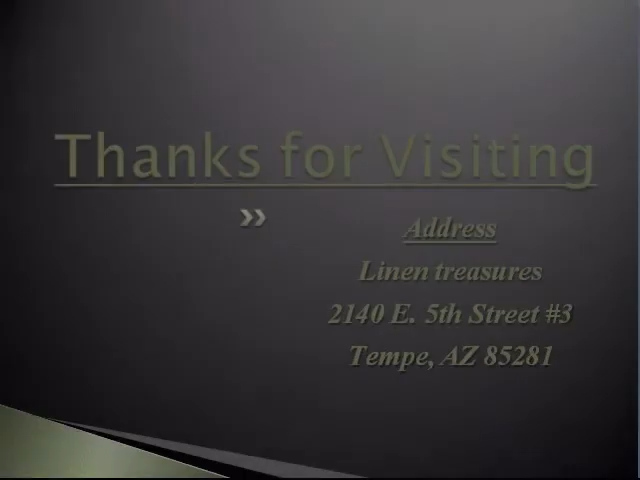 Thanks for Visiting
Address
Linen treasures
2140 E. 5th Street #3
Tempe, AZ 85281